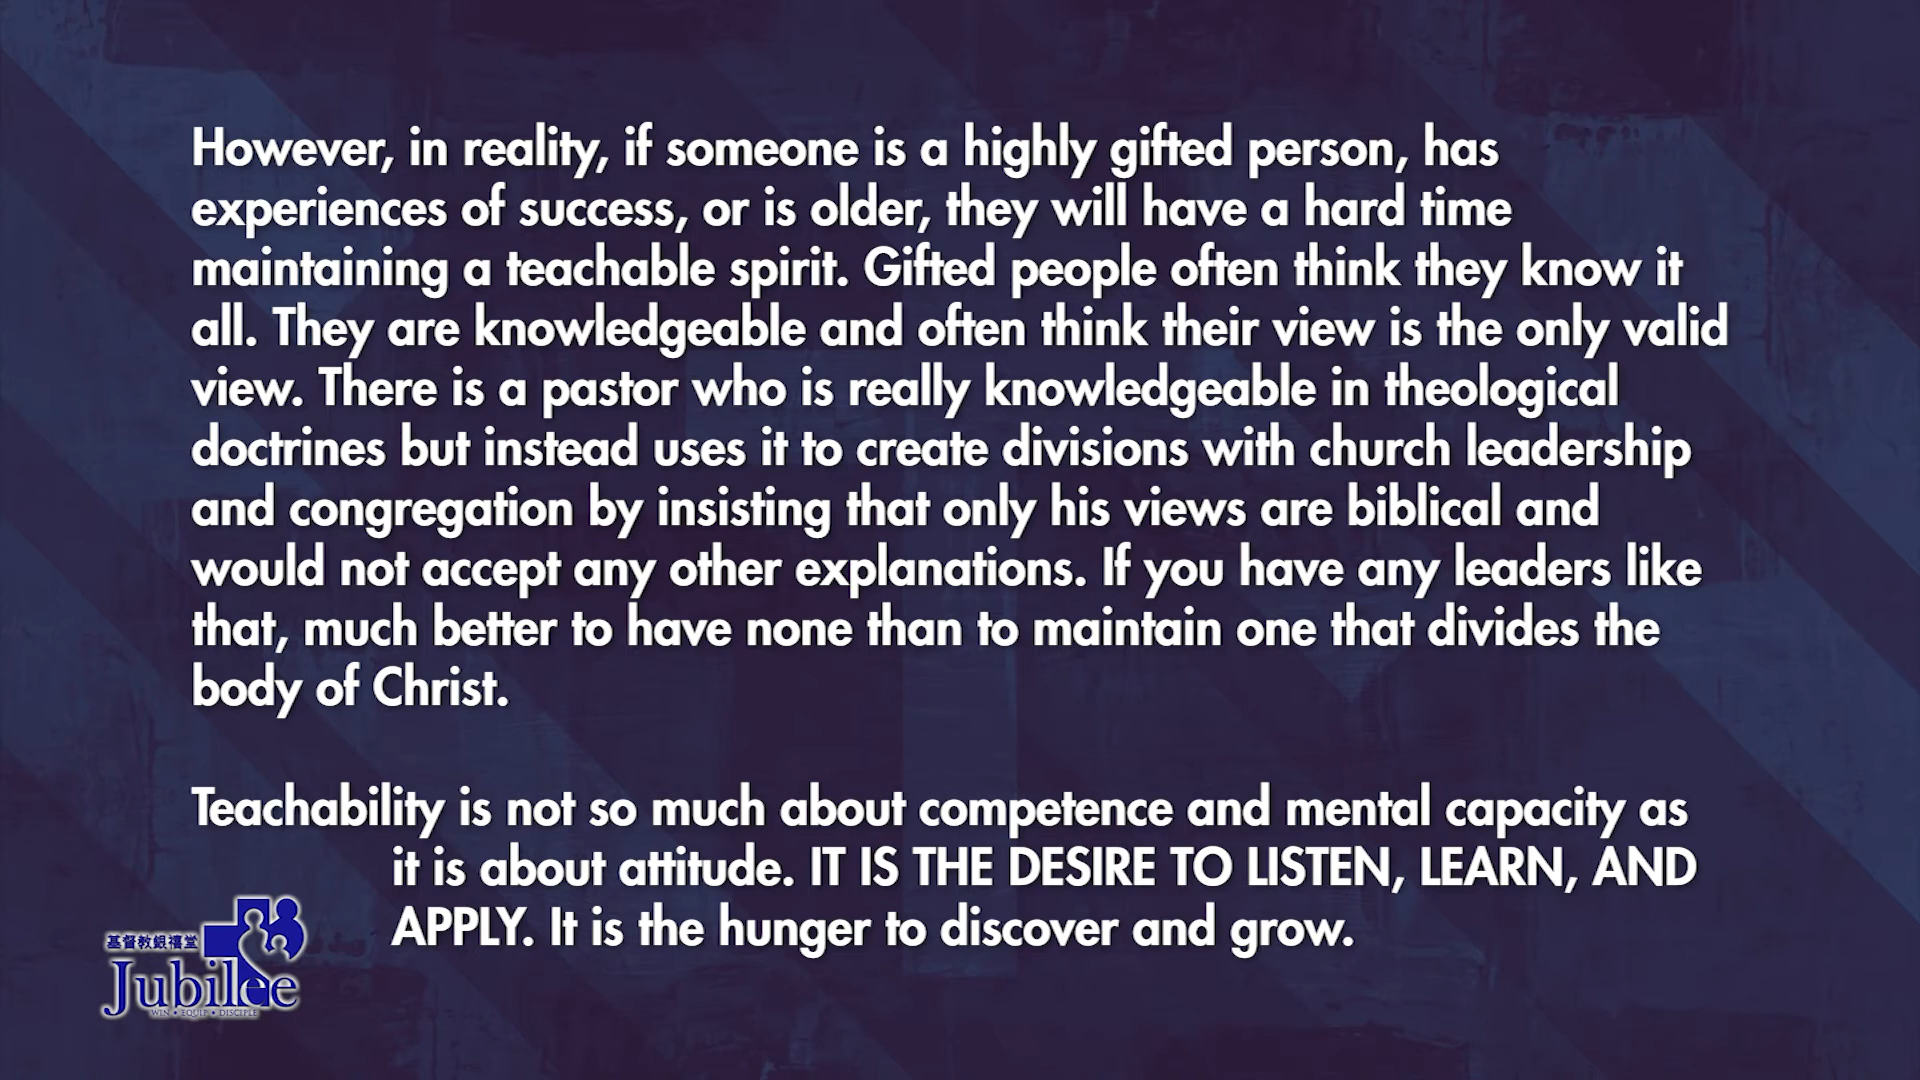 However, in reality, if someone is a highly gifted person, has
experiences of success, or is older, they will have a hard time
maintaining a teachable spirit. Gifted people often think they know it
all. They are knowledgeable and often think their view is the only valid
view. There is a pastor who is really knowledgeable in theological
doctrines but instead uses it to create divisions with church leadership
and congregation by insisting that only his views are biblical and
would not accept any other explanations. If you have any leaders like
that, much better to have none than to maintain one that divides the
body of Christ.
Teachability is not so much about competence and mental capacity as
it is about attitude. IT IS THE DESIRE TO LISTEN, LEARN, AND
APPLY. It is the hunger to discover and grow.
基督教銀禧堂
Jubilee
WIN • EQUIP • DISCIPLE